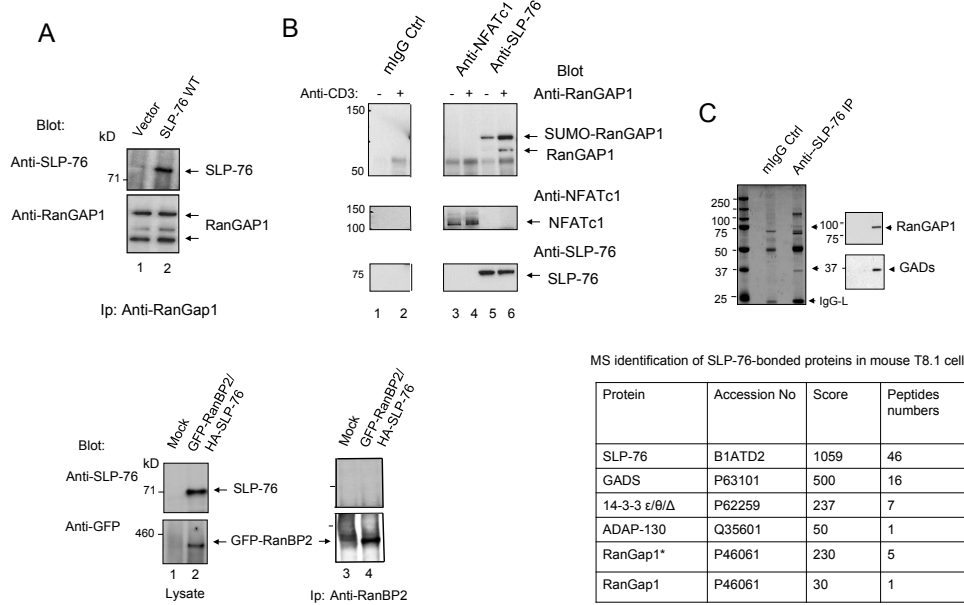 A
Blot:
kD
Vector
SLP-76 WT
Anti-SLP-76
71
SLP-76
Anti-RanGAP1
RanGAP1
1 2
Ip: Anti-RanGap1
B
mIgG Ctrl
Anti-NFATc1
Anti-SLP-76
Blot
Anti-CD3: - + - + - +
Anti-RanGAP1
150
SUMO-RanGAP1
RanGAP1
50
Anti-NFATc1
150
NFATc1
100
Anti-SLP-76
75
SLP-76
1 2 3 4 5 6
C
mIgG Ctrl
Anti--SLP-76 IP
250
150
100
75
50
37
25
100
75
RanGAP1
37
GADs
IgG-L
Blot:
kD
Mock
GFP-RanBP2/
HA-SLP-76
Anti-SLP-76
71
SLP-76
Anti-GFP
460
GFP-RanBP2
1 2
Lysate
Mock
GFP-RanBP2/
HA-SLP-76
3 4
Ip: Anti-RanBP2
MS identification of SLP-76-bonded proteins in mouse T8.1 cell
Protein Accession No Score Peptides
numbers
SLP-76 B1ATD2 1059 46
GADS P63101 500 16
14-3-3 ε/θ/Δ P62259 237 7
ADAP-130 Q35601 50 1
RanGap1* P46061 230 5
RanGap1 P46061 30 1